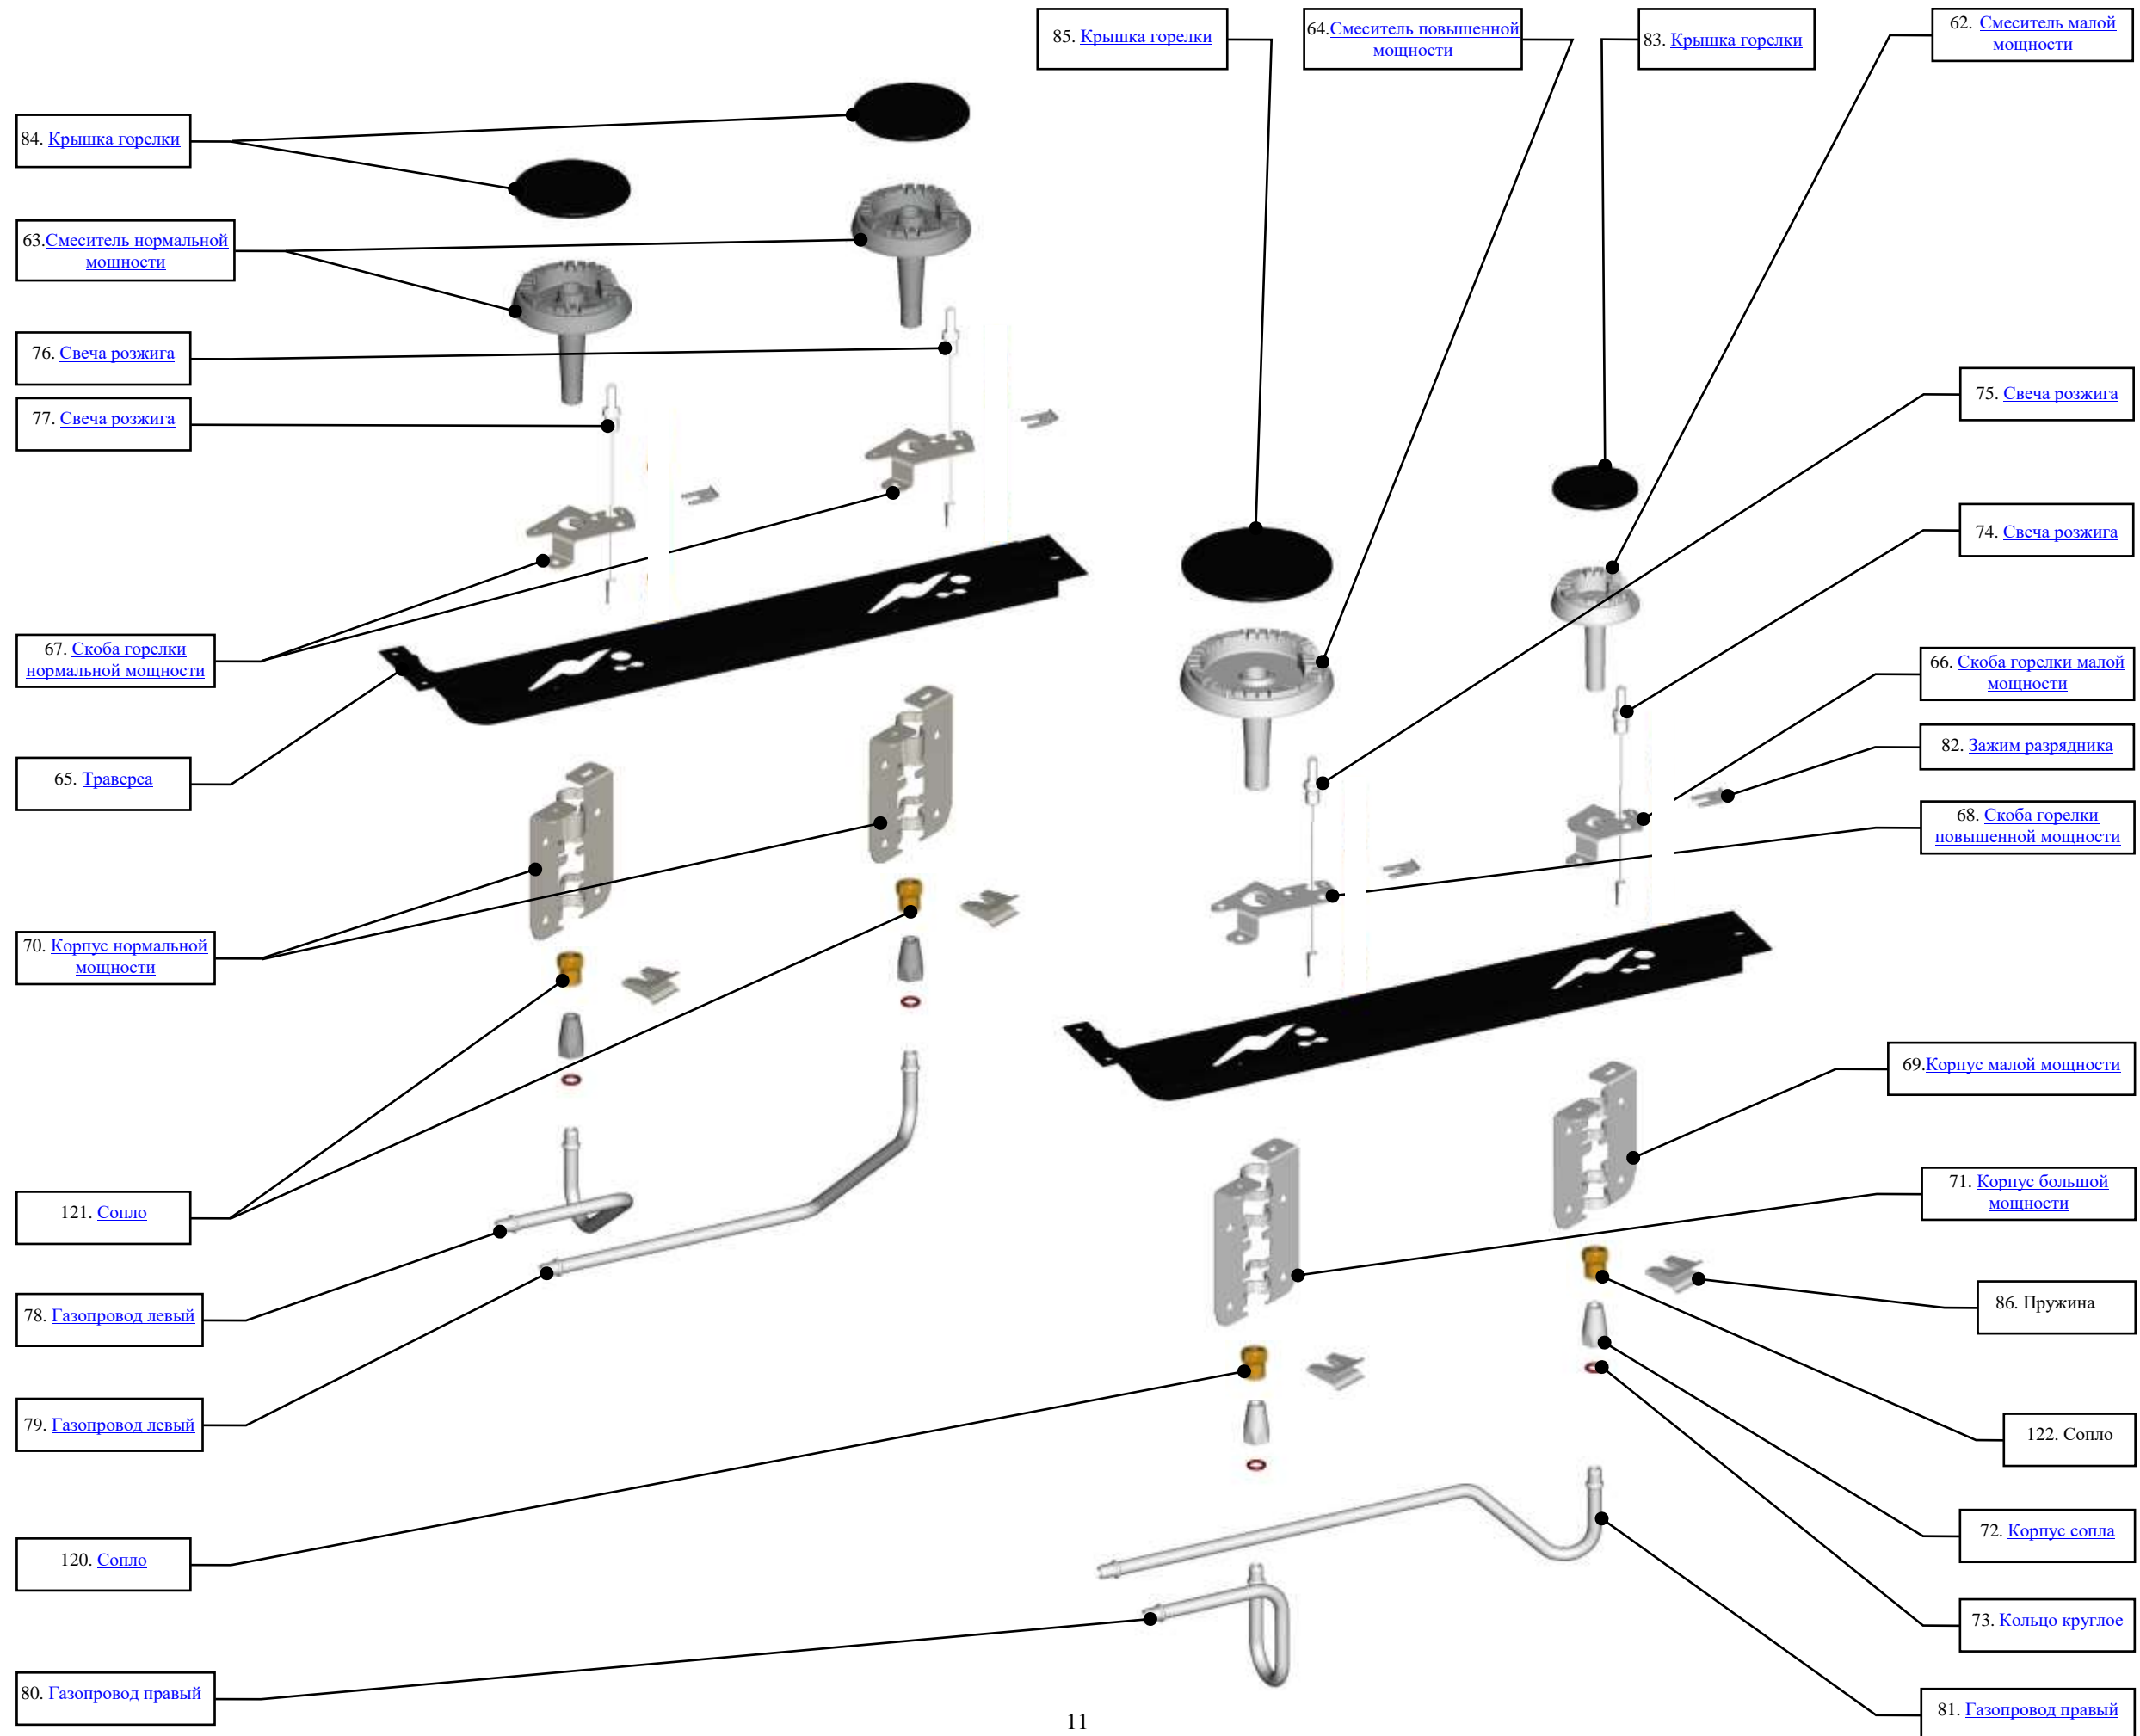 85. Крышка горелки
64.Смеситель повышенной
мощности
83. Крышка горелки
62. Смеситель малой
мощности
84. Крышка горелки
63.Смеситель нормальной
мощности
76. Свеча розжига
77. Свеча розжига
75. Свеча розжига
74. Свеча розжига
67. Скоба горелки
нормальной мощности
66. Скоба горелки малой
мощности
82. Зажим разрядника
65. Траверса
68. Скоба горелки
повышенной мощности
70. Корпус нормальной
мощности
69.Корпус малой мощности
71. Корпус большой
мощности
121. Сопло
78. Газопровод левый
86. Пружина
79. Газопровод левый
122. Сопло
72. Корпус сопла
120. Сопло
73. Кольцо круглое
80. Газопровод правый
81. Газопровод правый
11